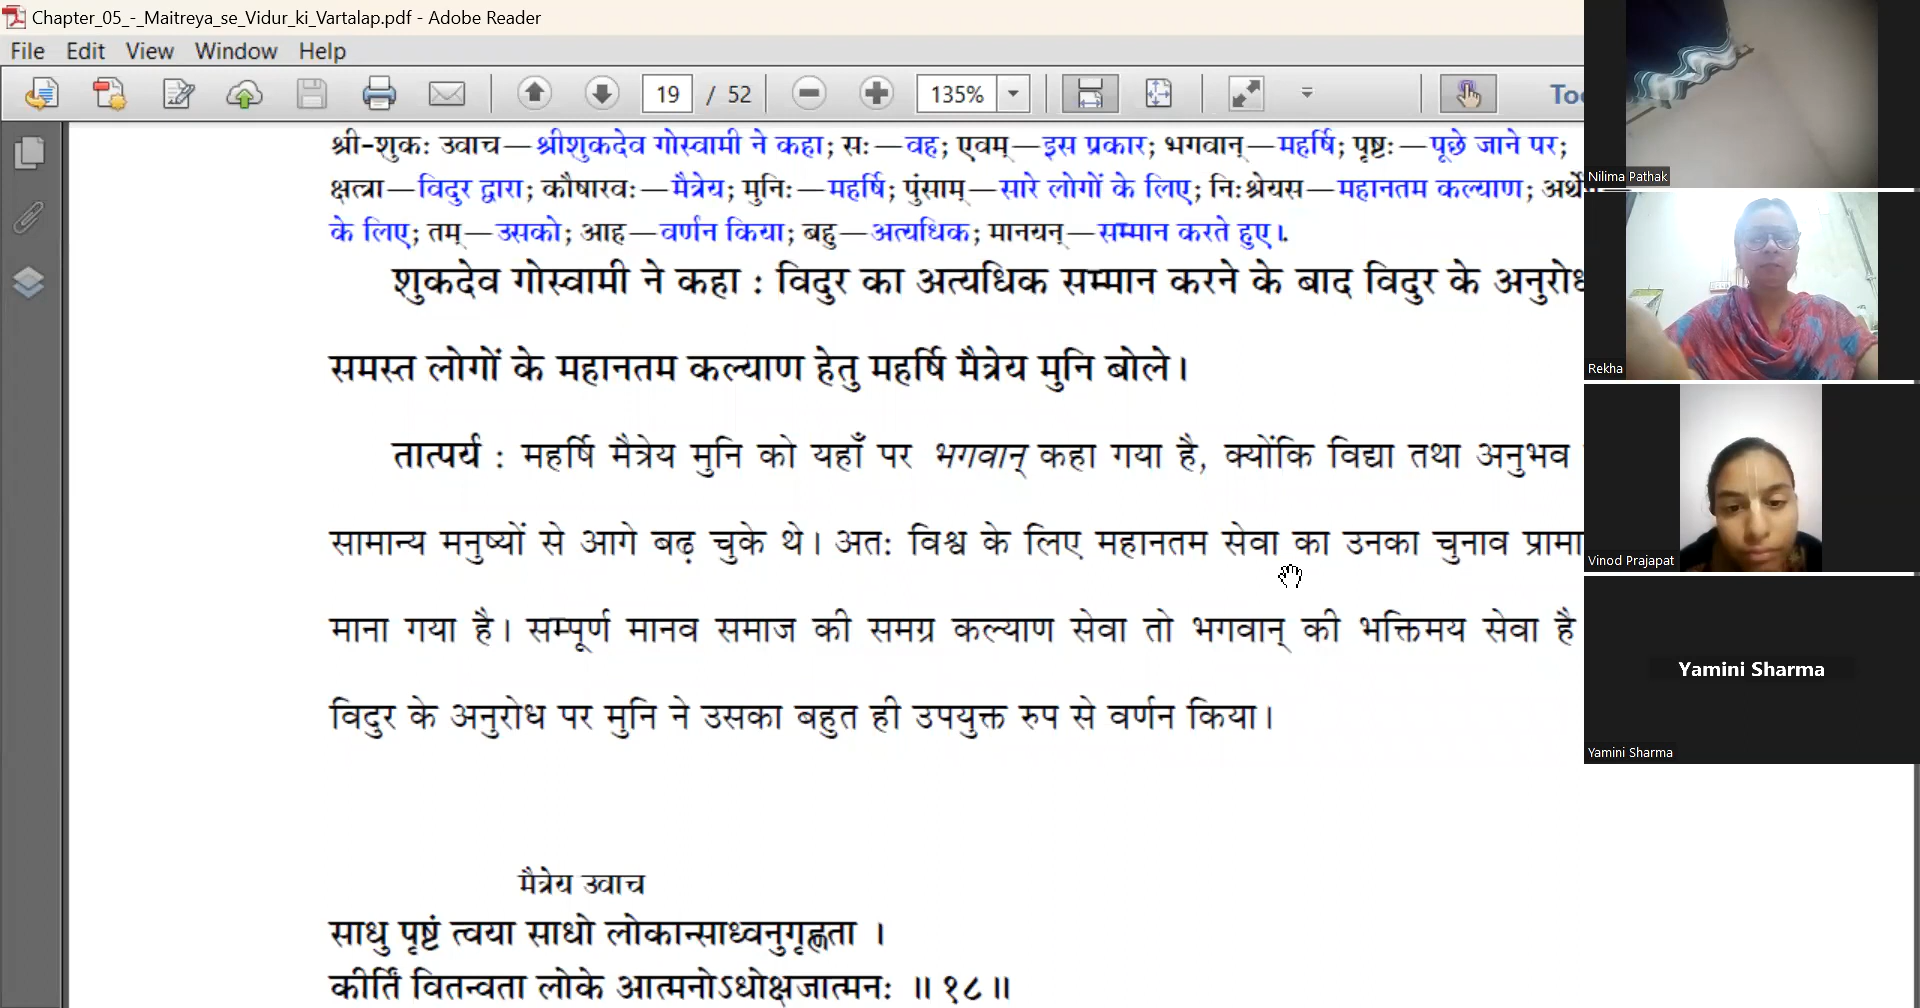 Chapter_05_-_Maitreya_se_Vidur_ki_Vartalap.pdf - Adobe Reader
File Edit View Window Help
19 / 52 135%
श्री-शुकः उवाच—श्रीशुकदेव गोस्वामी ने कहा; सः—वह; एवम्—इस प्रकार; भगवान्—महर्षि; पृष्टः—पूछे जाने पर;
क्षत्त्रा—विदुर द्वारा; कौषारवः—मैत्रेय; मुनिः—महर्षि; पुंसाम्—सारे लोगों के लिए; निःश्रेयस—महानतम कल्याण;
के लिए; तम्—उसको; आह—वर्णन किया; बहु—अत्यधिक; मानयन्—सम्मान करते हुए।
शुकदेव गोस्वामी ने कहा : विदुर का अत्यधिक सम्मान करने के बाद विदुर के
समस्त लोगों के महानतम कल्याण हेतु महर्षि मैत्रेय मुनि बोले।
तात्पर्य : महर्षि मैत्रेय मुनि को यहाँ पर भगवान् कहा गया है, क्योंकि विद्या तथा अनुभव
सामान्य मनुष्यों से आगे बढ़ चुके थे। अतः विश्व के लिए महानतम सेवा का उनका चुनाव
माना गया है। सम्पूर्ण मानव समाज की समग्र कल्याण सेवा तो भगवान् की भक्तिमय सेवा है
विदुर के अनुरोध पर मुनि ने उसका बहुत ही उपयुक्त रुप से वर्णन किया।
मैत्रेय उवाच
साधु पृष्टं त्वया साधो लोकान्साध्वनुगृह्णता ।
कीर्तिं वितन्वता लोके आत्मनोऽधोक्षजात्मनः ॥ १८॥
Nilima Pathak
Rekha
Vinod Prajapat
Yamini Sharma
Yamini Sharma